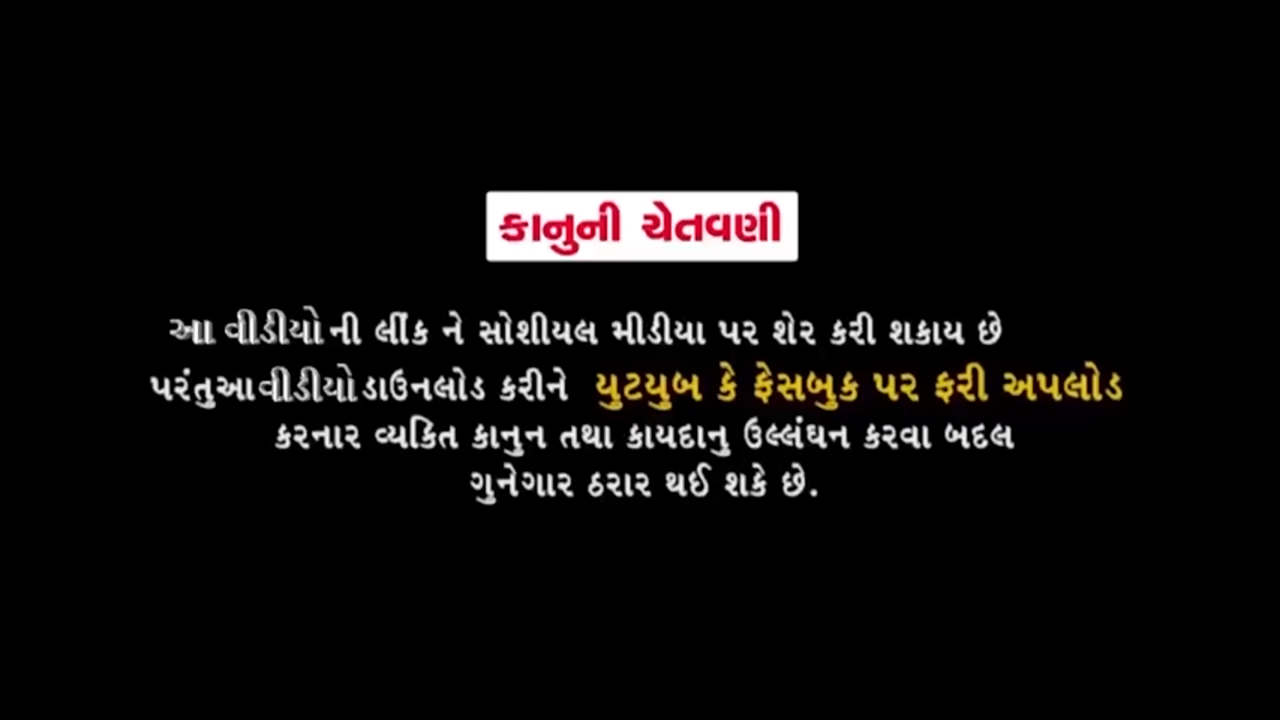 કાનુની ચેતવણી
આ વીડીયો ની લીંક ને સોશીયલ મીડીયા પર શેર કરી શકાય છે
પરંતુઆવીડીયો ડાઉનલોડ કરીને યુટયુબ કે ફેસબુક પર ફરી અપલોડ
કરનાર વ્યકિત કાનુન તથા કાયદાનુ ઉલ્લંઘન કરવા બદલ
ગુનેગાર ઠરાર થઈ શકે છે.